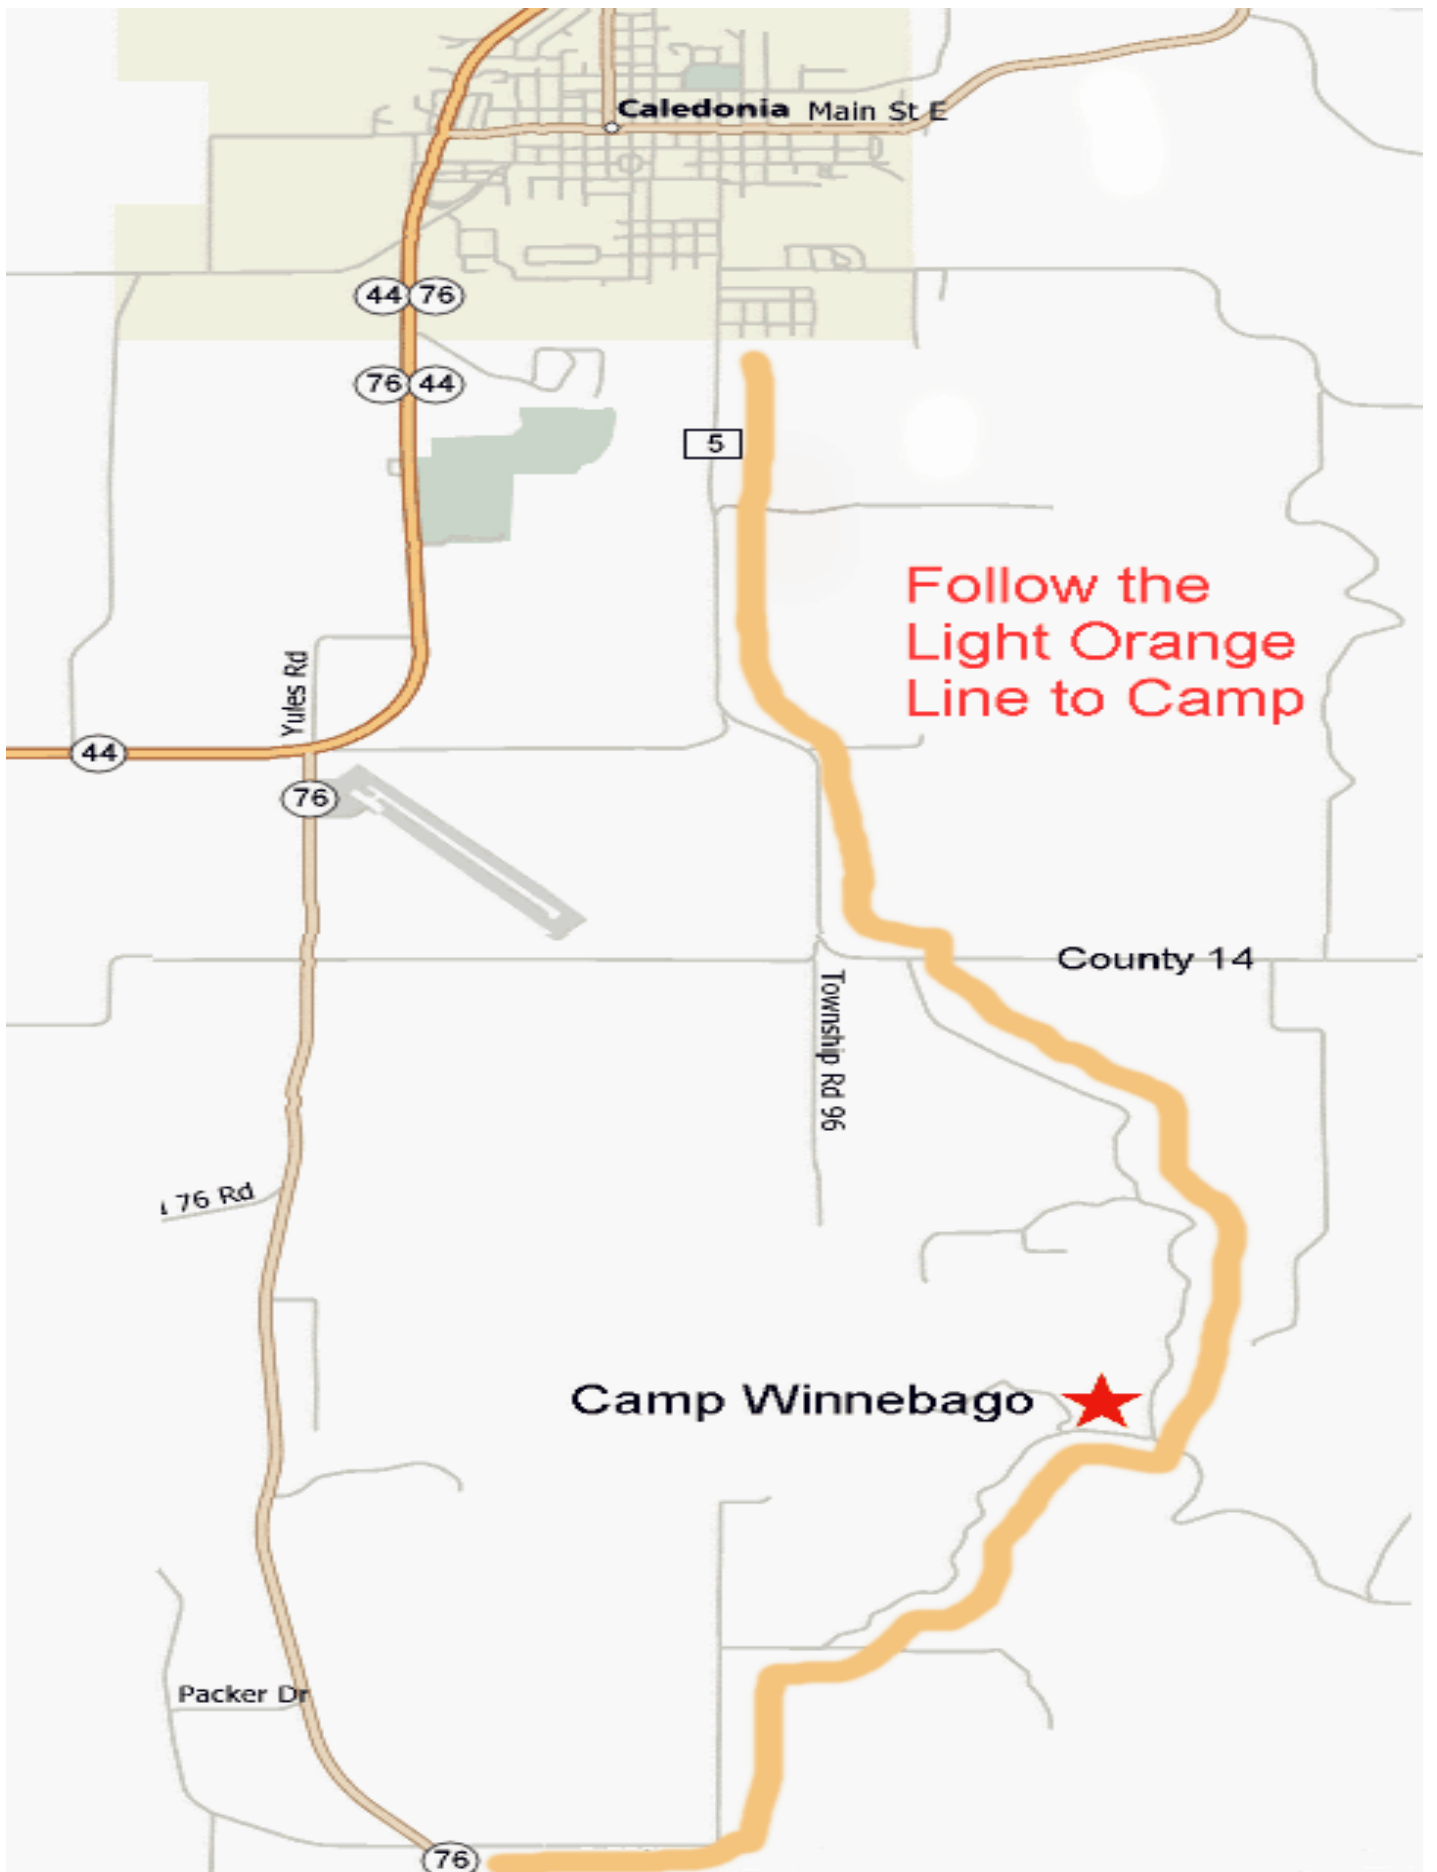 Caledonia Main St E
44 76
76 44
5
Follow the
Light Orange
Line to Camp
Yules Rd
44
76
County 14
Township Rd 96
76 Rd
Camp Winnebago
Packer Dr
76